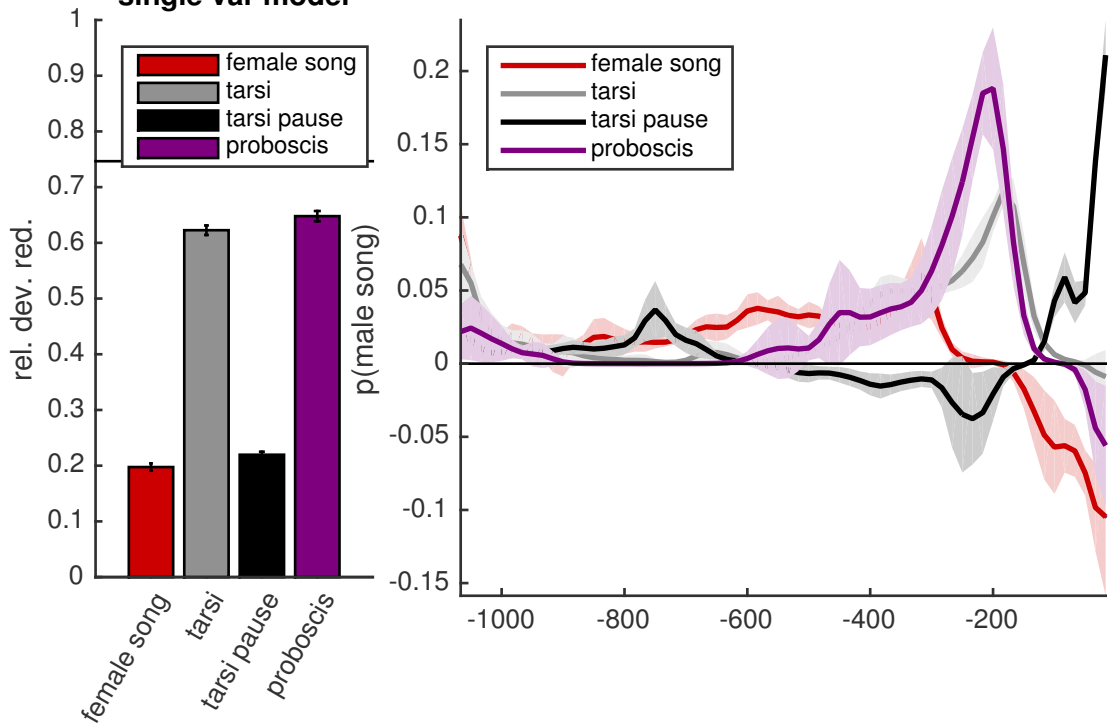 single var model
1
0.9
0.8
0.7
0.6
0.5
0.4
0.3
0.2
0.1
0
rel. dev. red.
female song
tarsi
tarsi pause
proboscis
female song
tarsi
tarsi pause
proboscis
0.2
0.15
0.1
0.05
0
-0.05
-0.1
-0.15
p(male song)
female song
tarsi
tarsi pause
proboscis
-1000
-800
-600
-400
-200